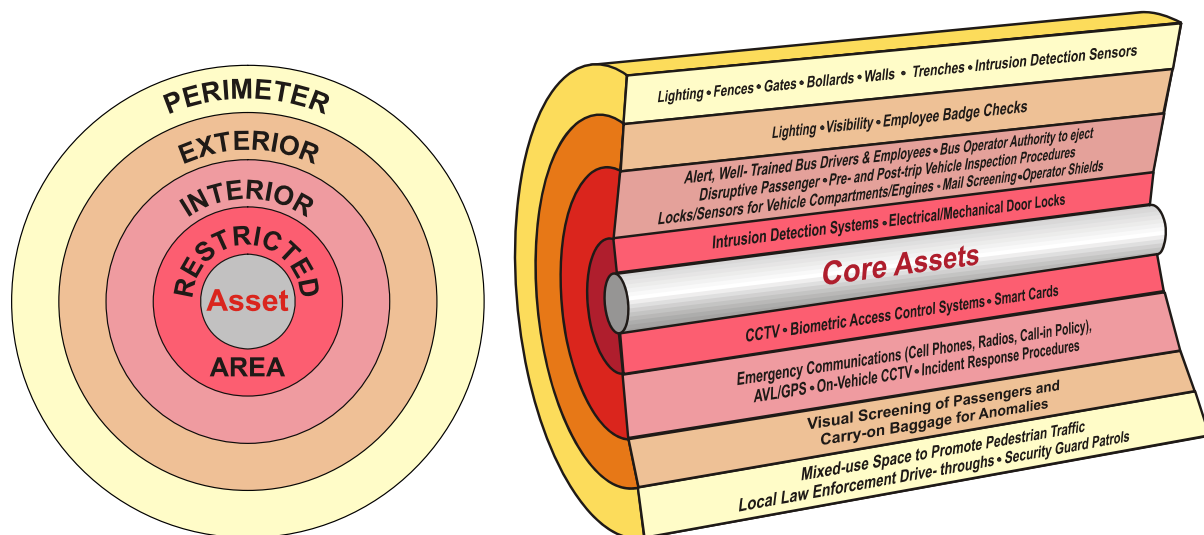 PERIMETER
EXTERIOR
INTERIOR
RESTRICTED
Asset
AREA
Lighting • Fences • Gates • Bollards • Walls • Trenches • Intrusion Detection Sensors
Lighting • Visibility • Employee Badge Checks
Alert, Well- Trained Bus Drivers & Employees • Bus Operator Authority to eject
Disruptive Passenger • Pre- and Post-trip Vehicle Inspection Procedures
Locks/Sensors for Vehicle Compartments/Engines • Mail Screening • Operator Shields
Intrusion Detection Systems • Electrical/Mechanical Door Locks
Core Assets
CCTV • Biometric Access Control Systems • Smart Cards
Emergency Communications (Cell Phones, Radios, Call-in Policy),
AVL/GPS • On-Vehicle CCTV • Incident Response Procedures
Visual Screening of Passengers and
Carry-on Baggage for Anomalies
Mixed-use Space to Promote Pedestrian Traffic
Local Law Enforcement Drive- throughs • Security Guard Patrols